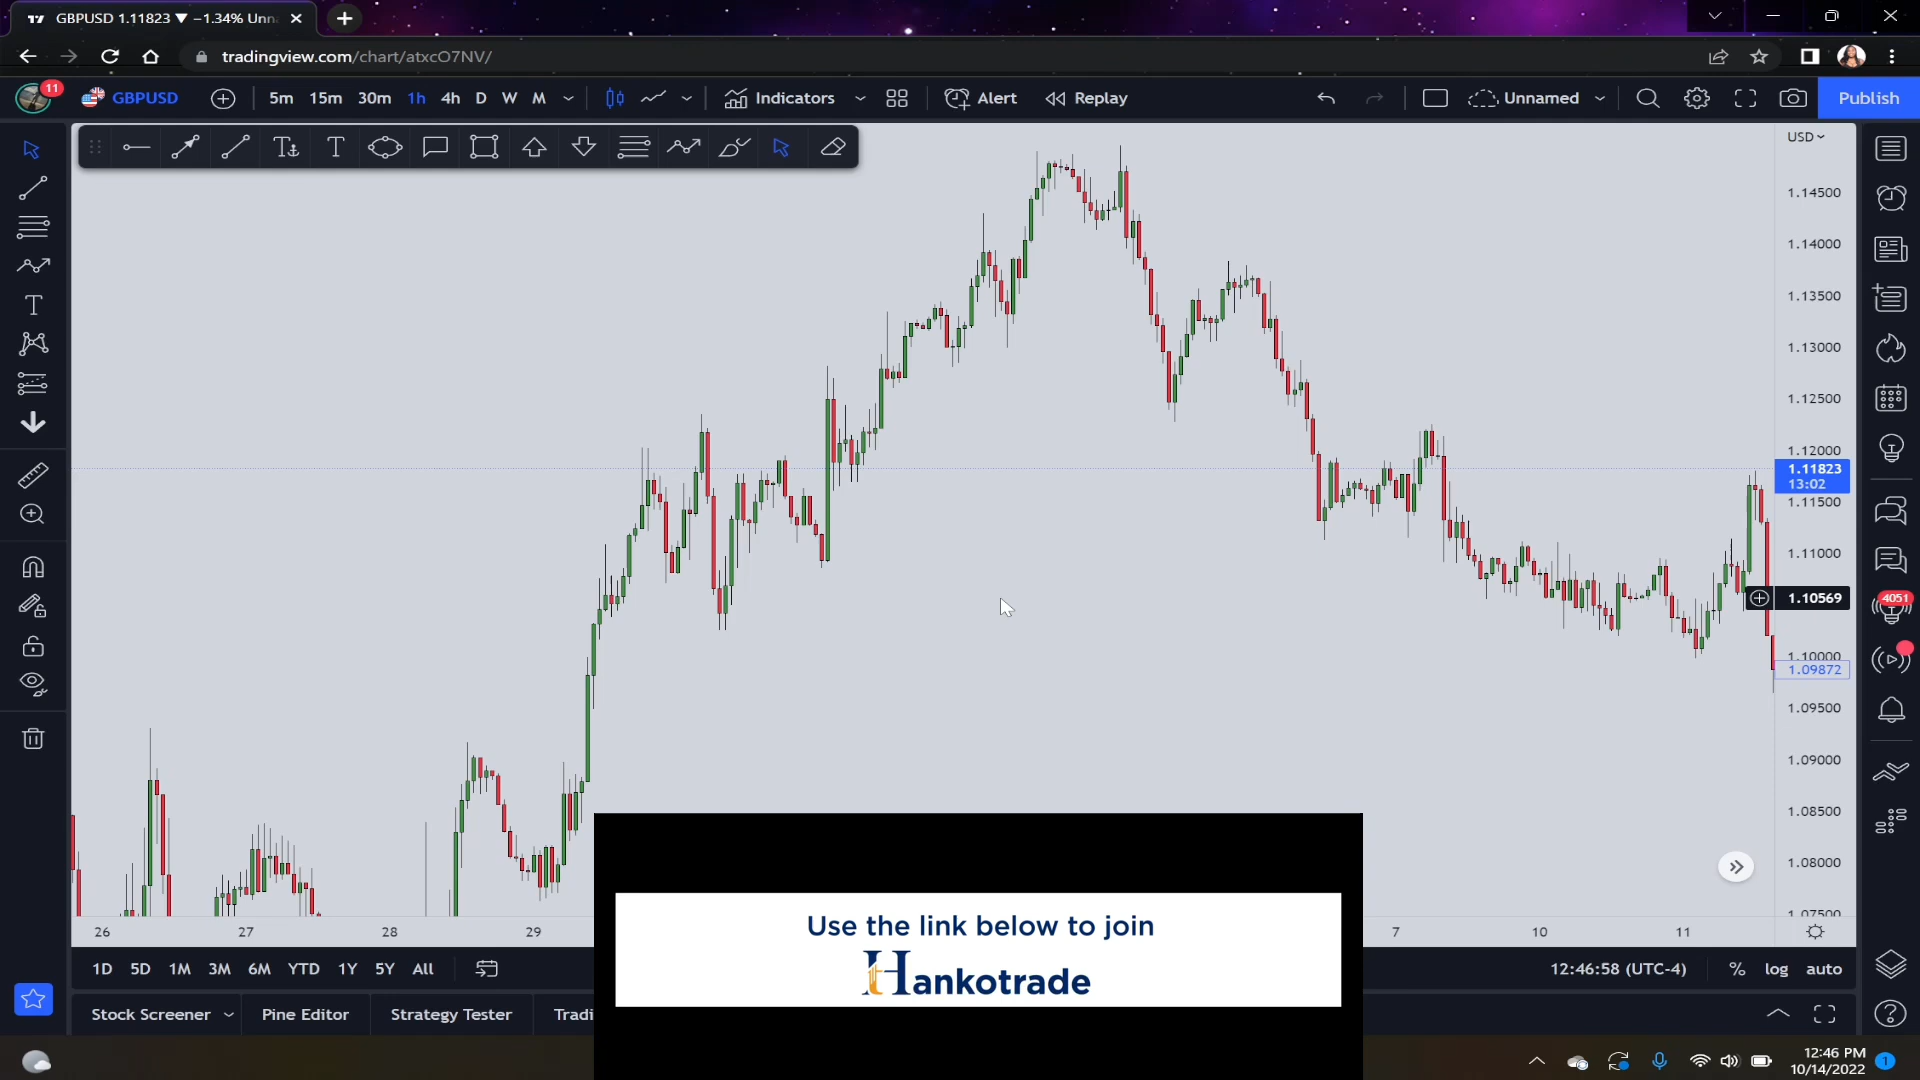 GBPUSD 1.11823 ▼ −1.34% Unn
tradingview.com/chart/atxcO7NV/
11
GBPUSD
5m 15m 30m 1h 4h D W M
Indicators
Alert
Replay
Unnamed
Publish
USD
1.14500
1.14000
1.13500
1.13000
1.12500
1.12000
1.11823
13:02
1.11500
1.11000
1.10569
1.10000
1.09872
1.09500
1.09000
1.08500
1.08000
1.07500
4051
26 27 28 29 7 10 11
Use the link below to join
Hankotrade
1D 5D 1M 3M 6M YTD 1Y 5Y All
12:46:58 (UTC-4) % log auto
Stock Screener Pine Editor Strategy Tester Tradi
12:46 PM
10/14/2022
1